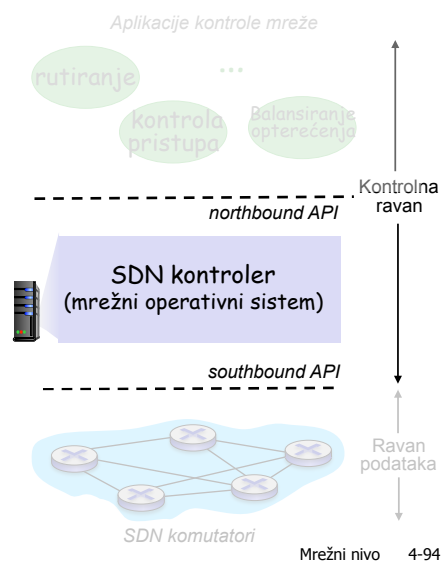 Aplikacije kontrole mreže
rutiranje
...
kontrola
pristupa
Balansiranje
opterećenja
Kontrolna
ravan
northbound API
SDN kontroler
(mrežni operativni sistem)
southbound API
Ravan
podataka
SDN komutatori
Mrežni nivo 4-94